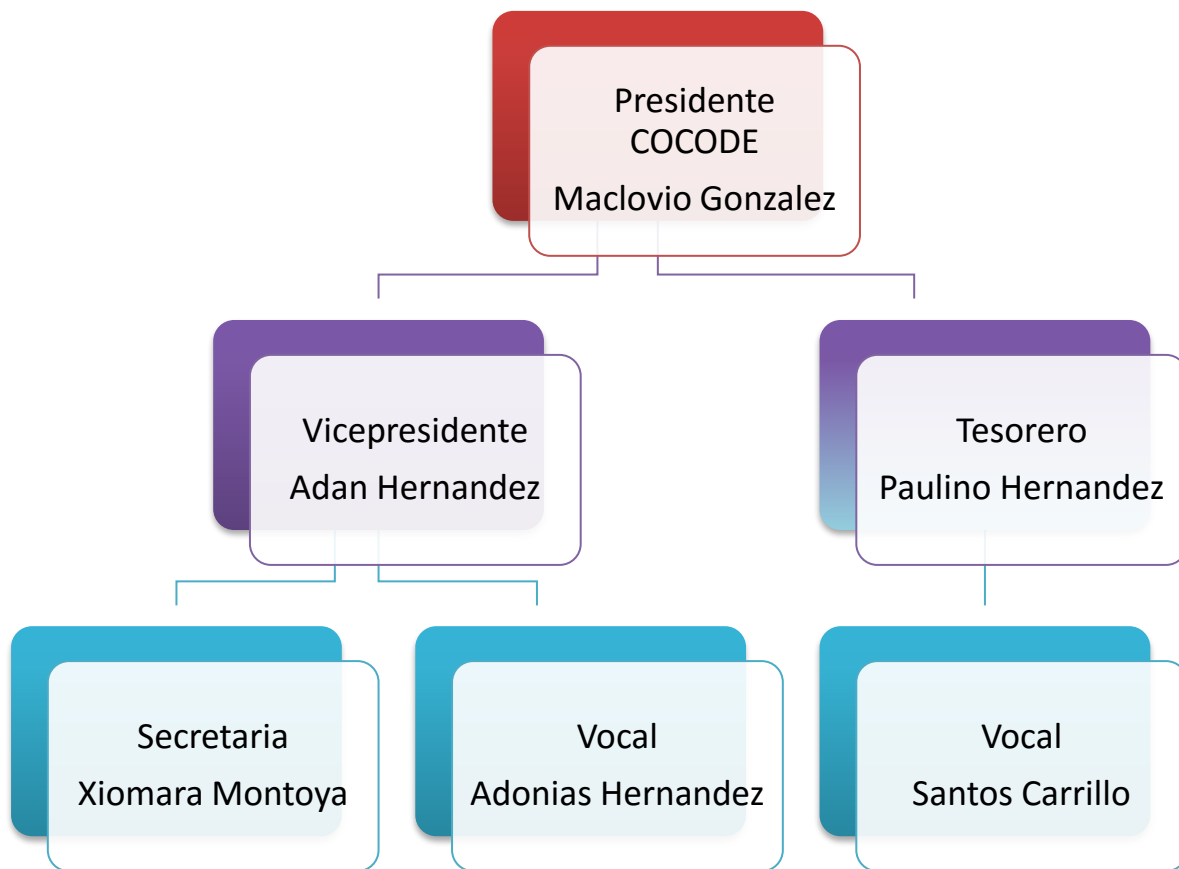 Presidente
COCODE
Maclovio Gonzalez
Vicepresidente
Adan Hernandez
Tesorero
Paulino Hernandez
Secretaria
Xiomara Montoya
Vocal
Adonias Hernandez
Vocal
Santos Carrillo